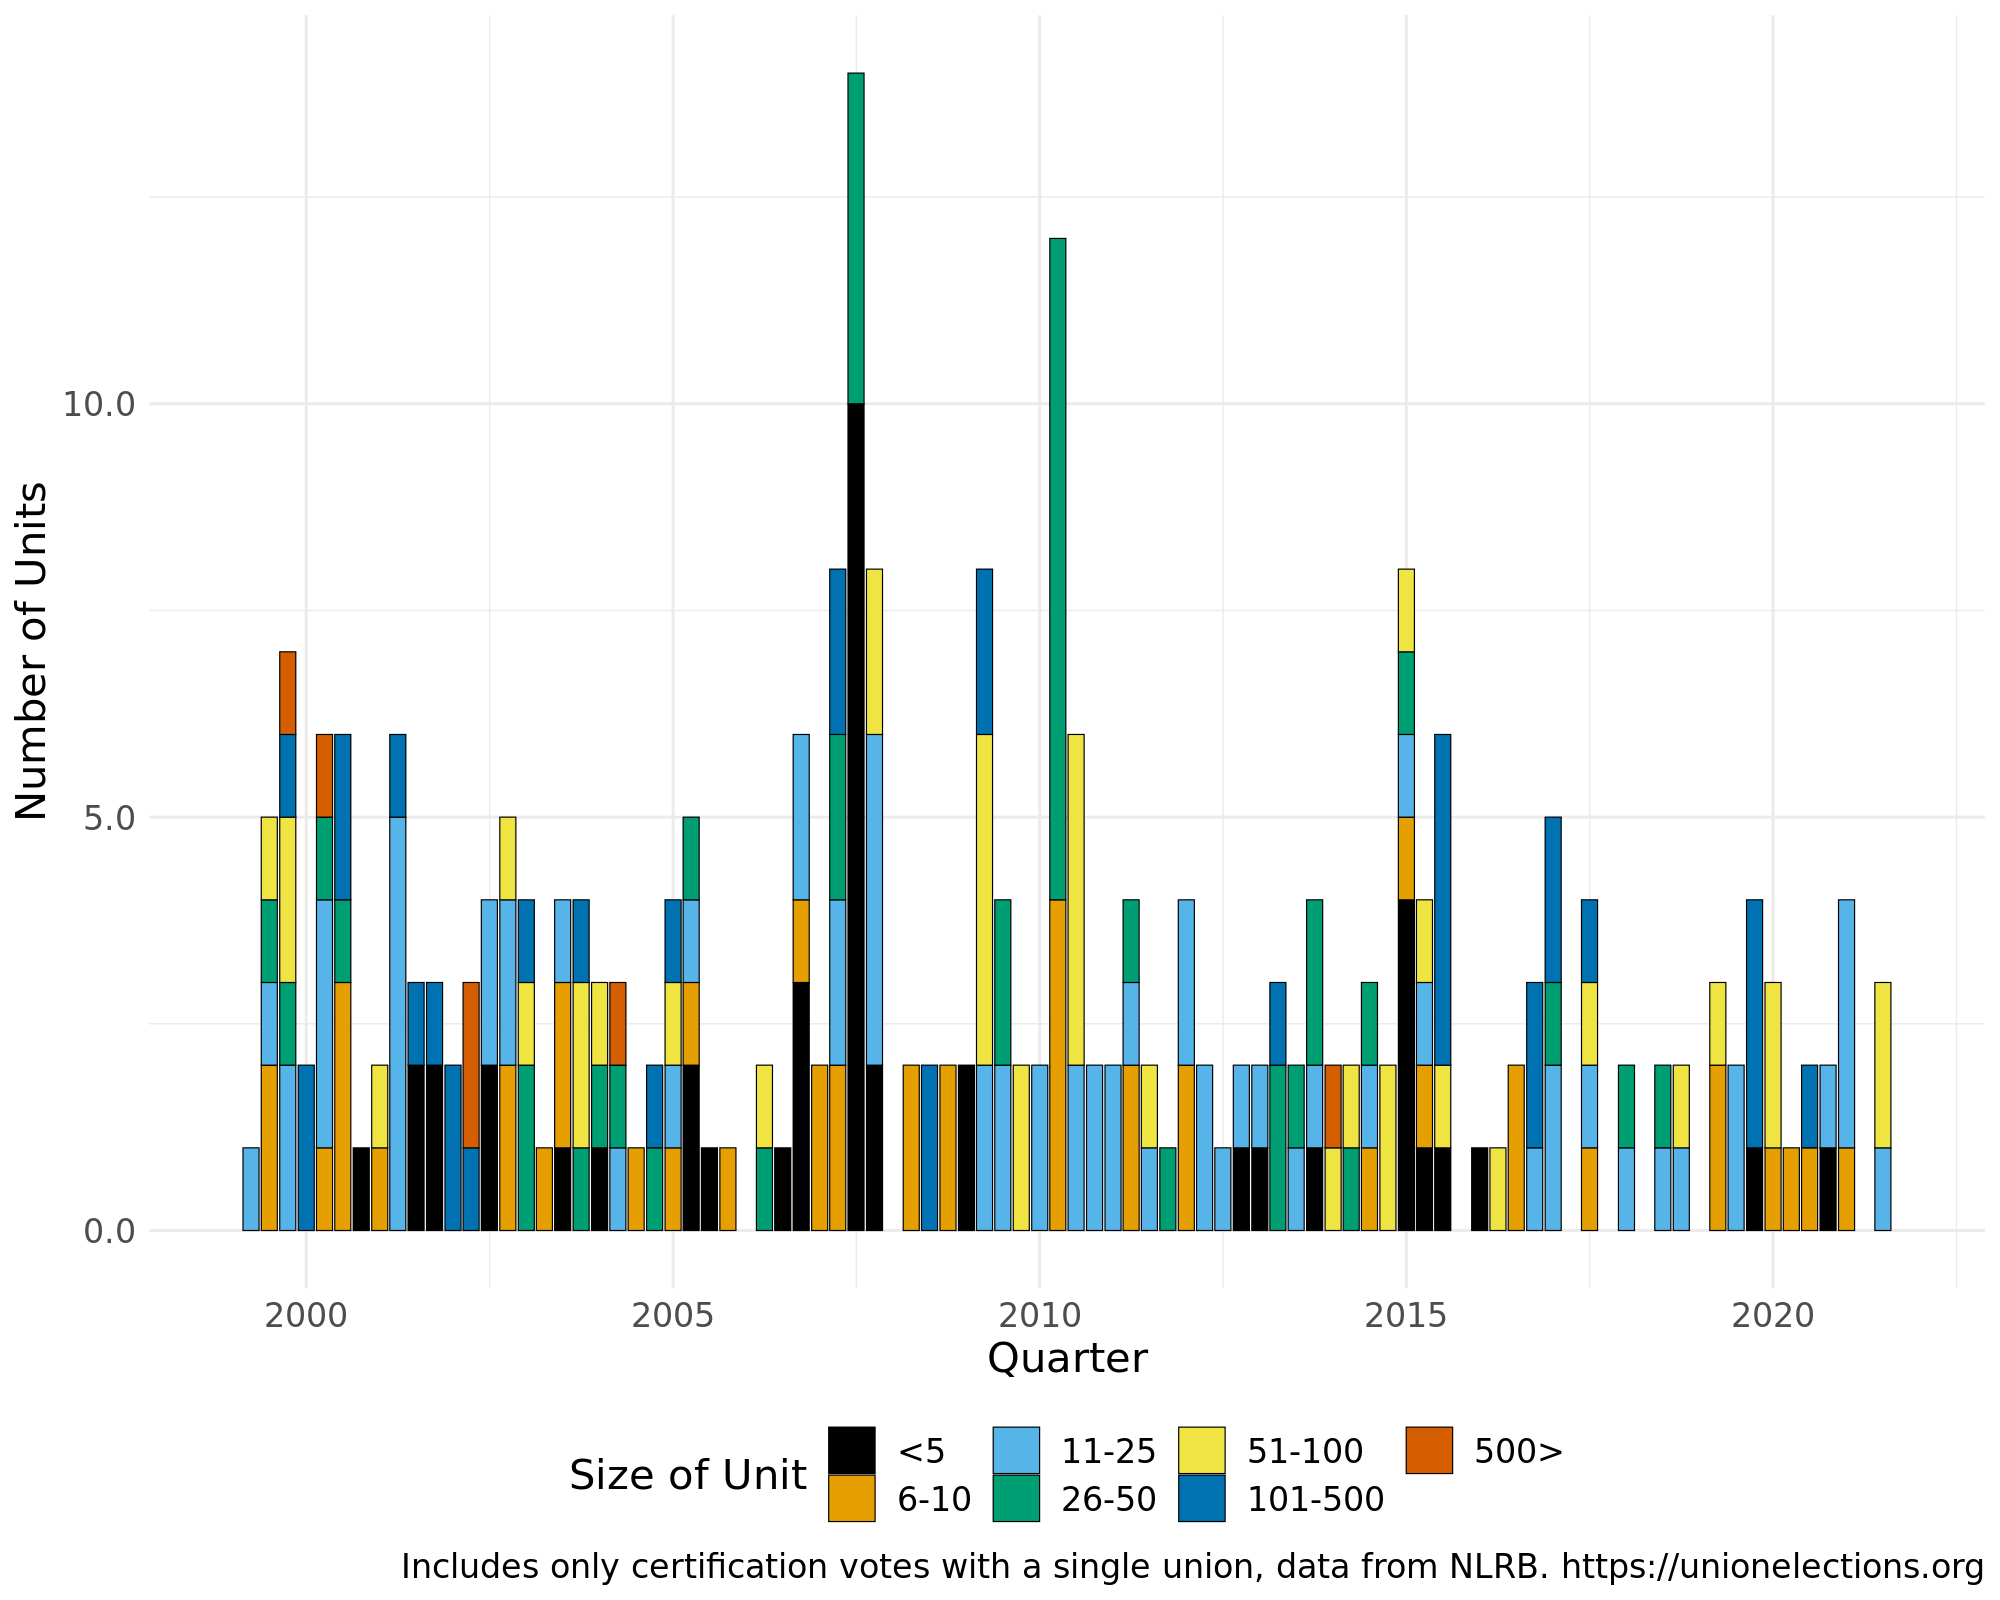 Number of Units
10.0
5.0
0.0
2000 2005 2010 2015 2020
Quarter
Size of Unit
<5 11-25 51-100 500>
6-10 26-50 101-500
Includes only certification votes with a single union, data from NLRB. https://unionelections.org